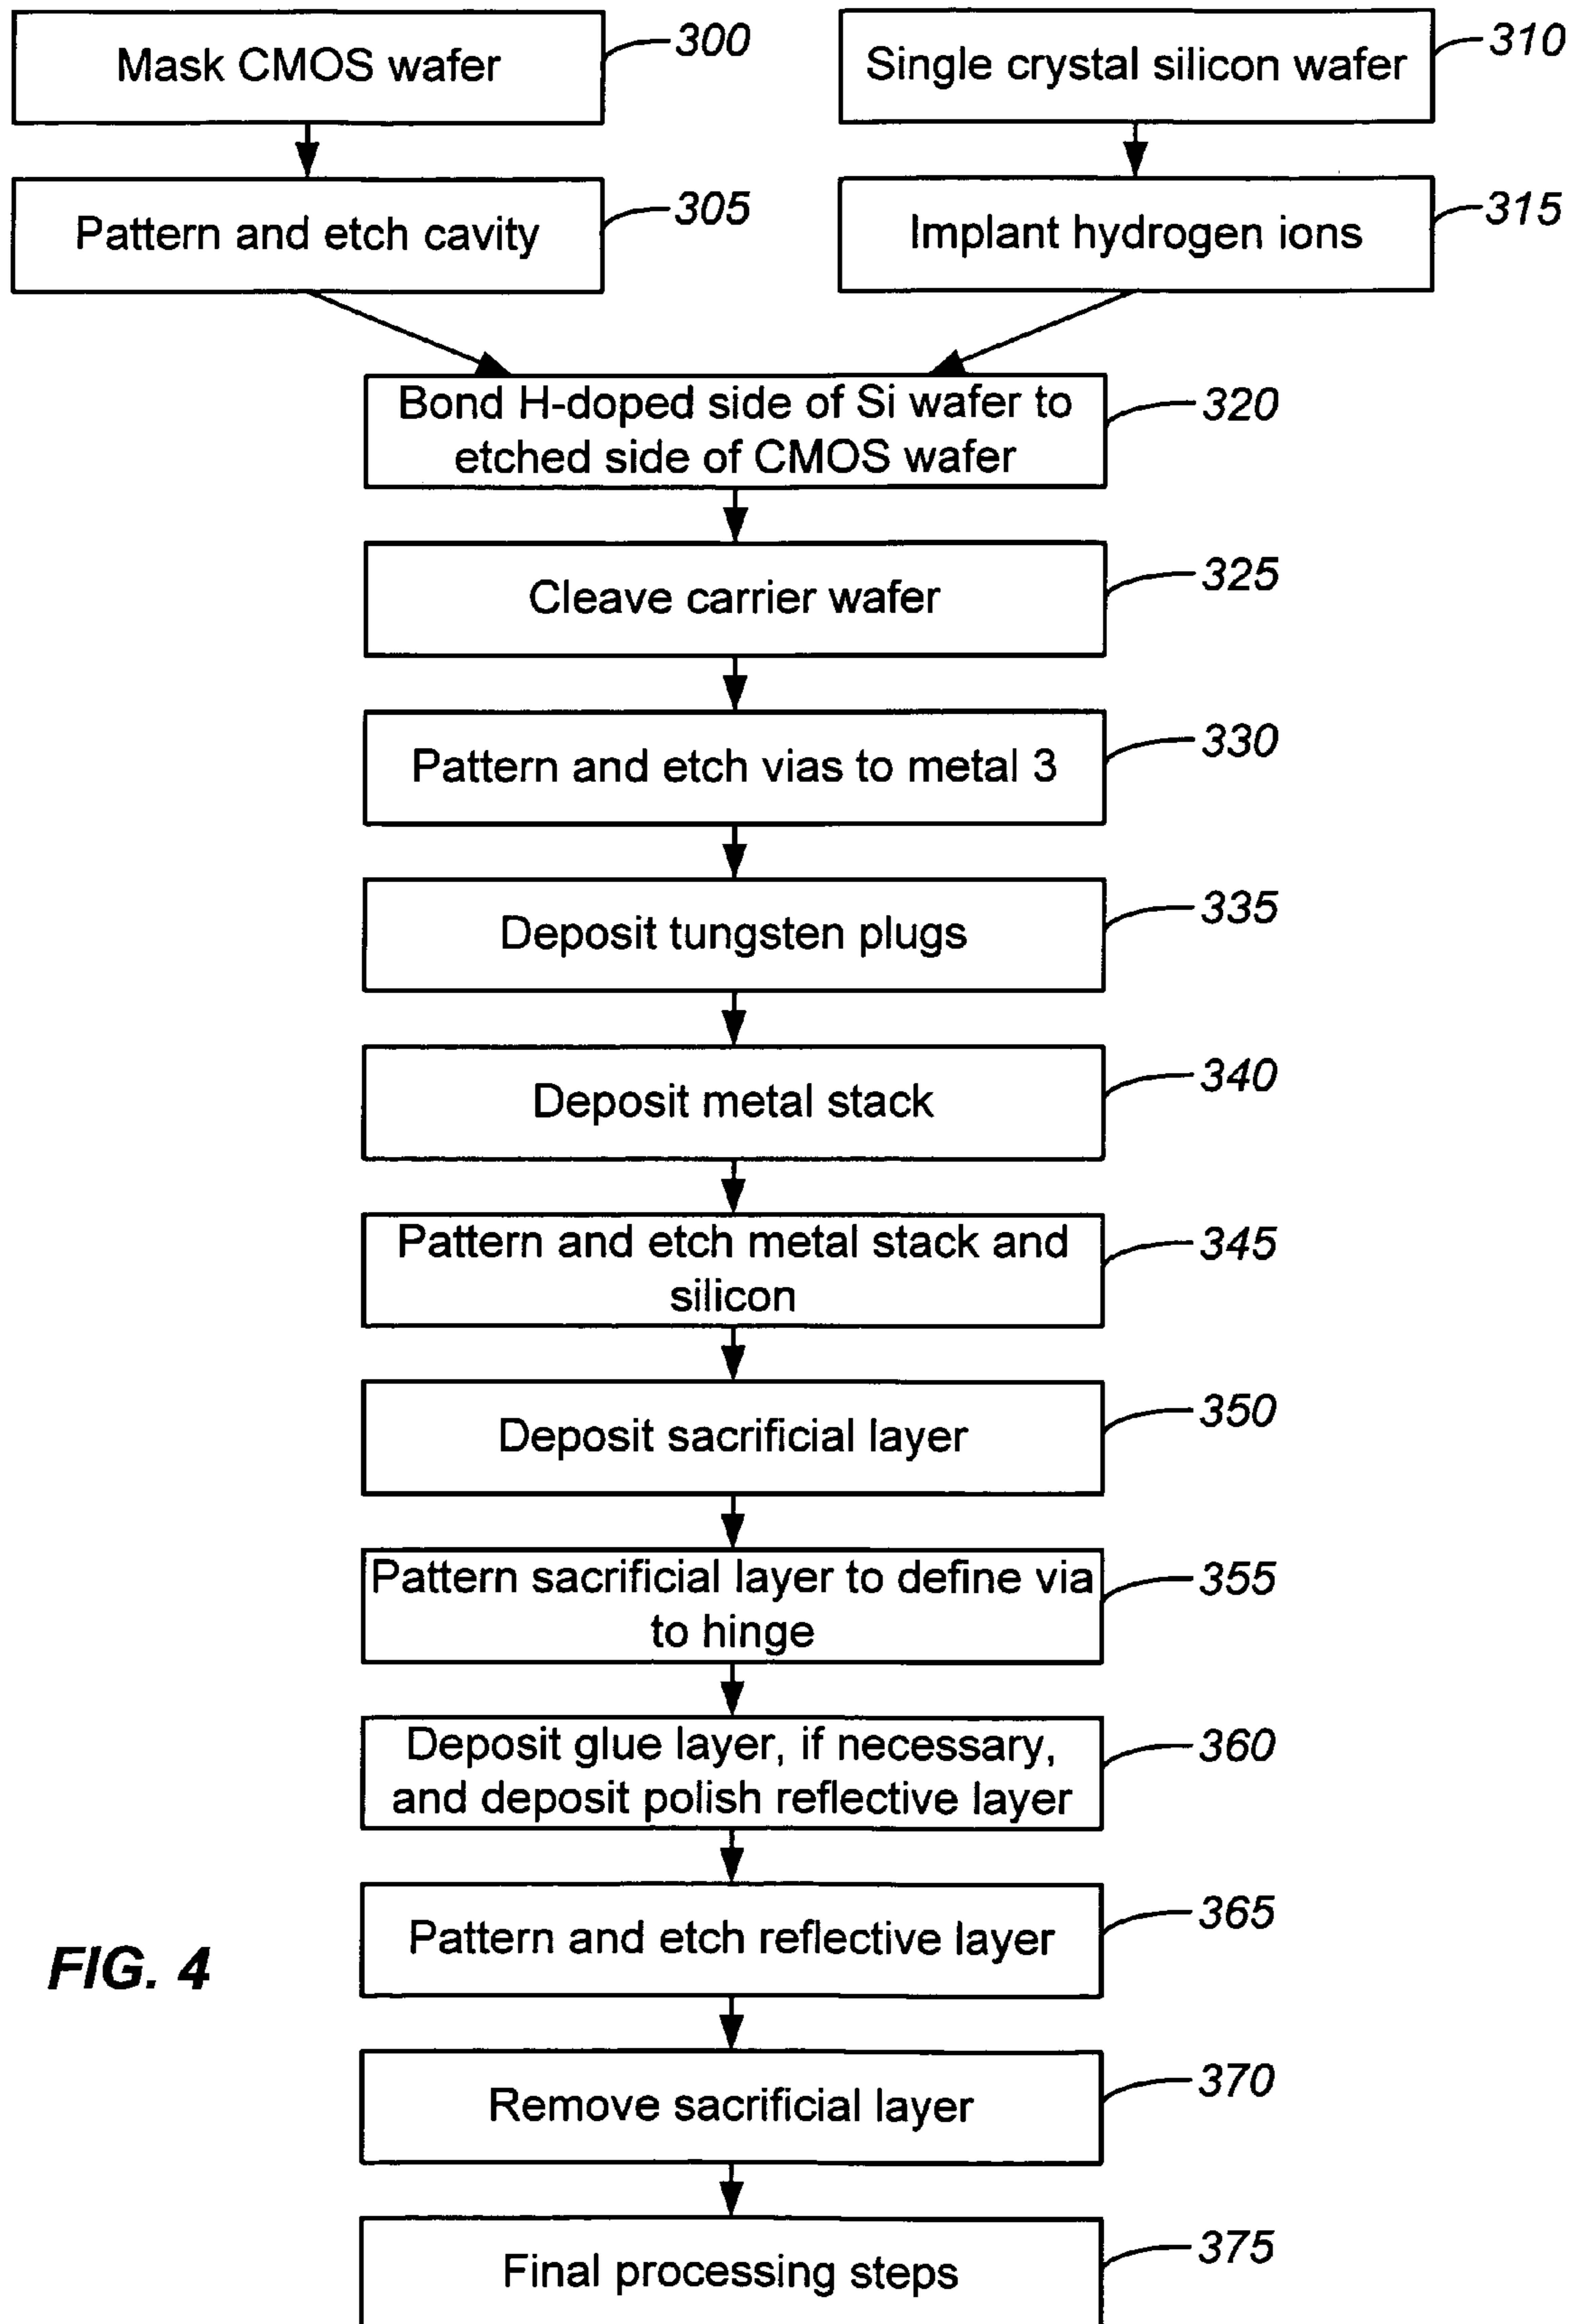 Mask CMOS wafer
300
Single crystal silicon wafer
310
Pattern and etch cavity
305
Implant hydrogen ions
315
Bond H-doped side of Si wafer to
etched side of CMOS wafer
320
Cleave carrier wafer
325
Pattern and etch vias to metal 3
330
Deposit tungsten plugs
335
Deposit metal stack
340
Pattern and etch metal stack and
silicon
345
Deposit sacrificial layer
350
Pattern sacrificial layer to define via
to hinge
355
Deposit glue layer, if necessary,
and deposit polish reflective layer
360
Pattern and etch reflective layer
365
FIG. 4
Remove sacrificial layer
370
Final processing steps
375